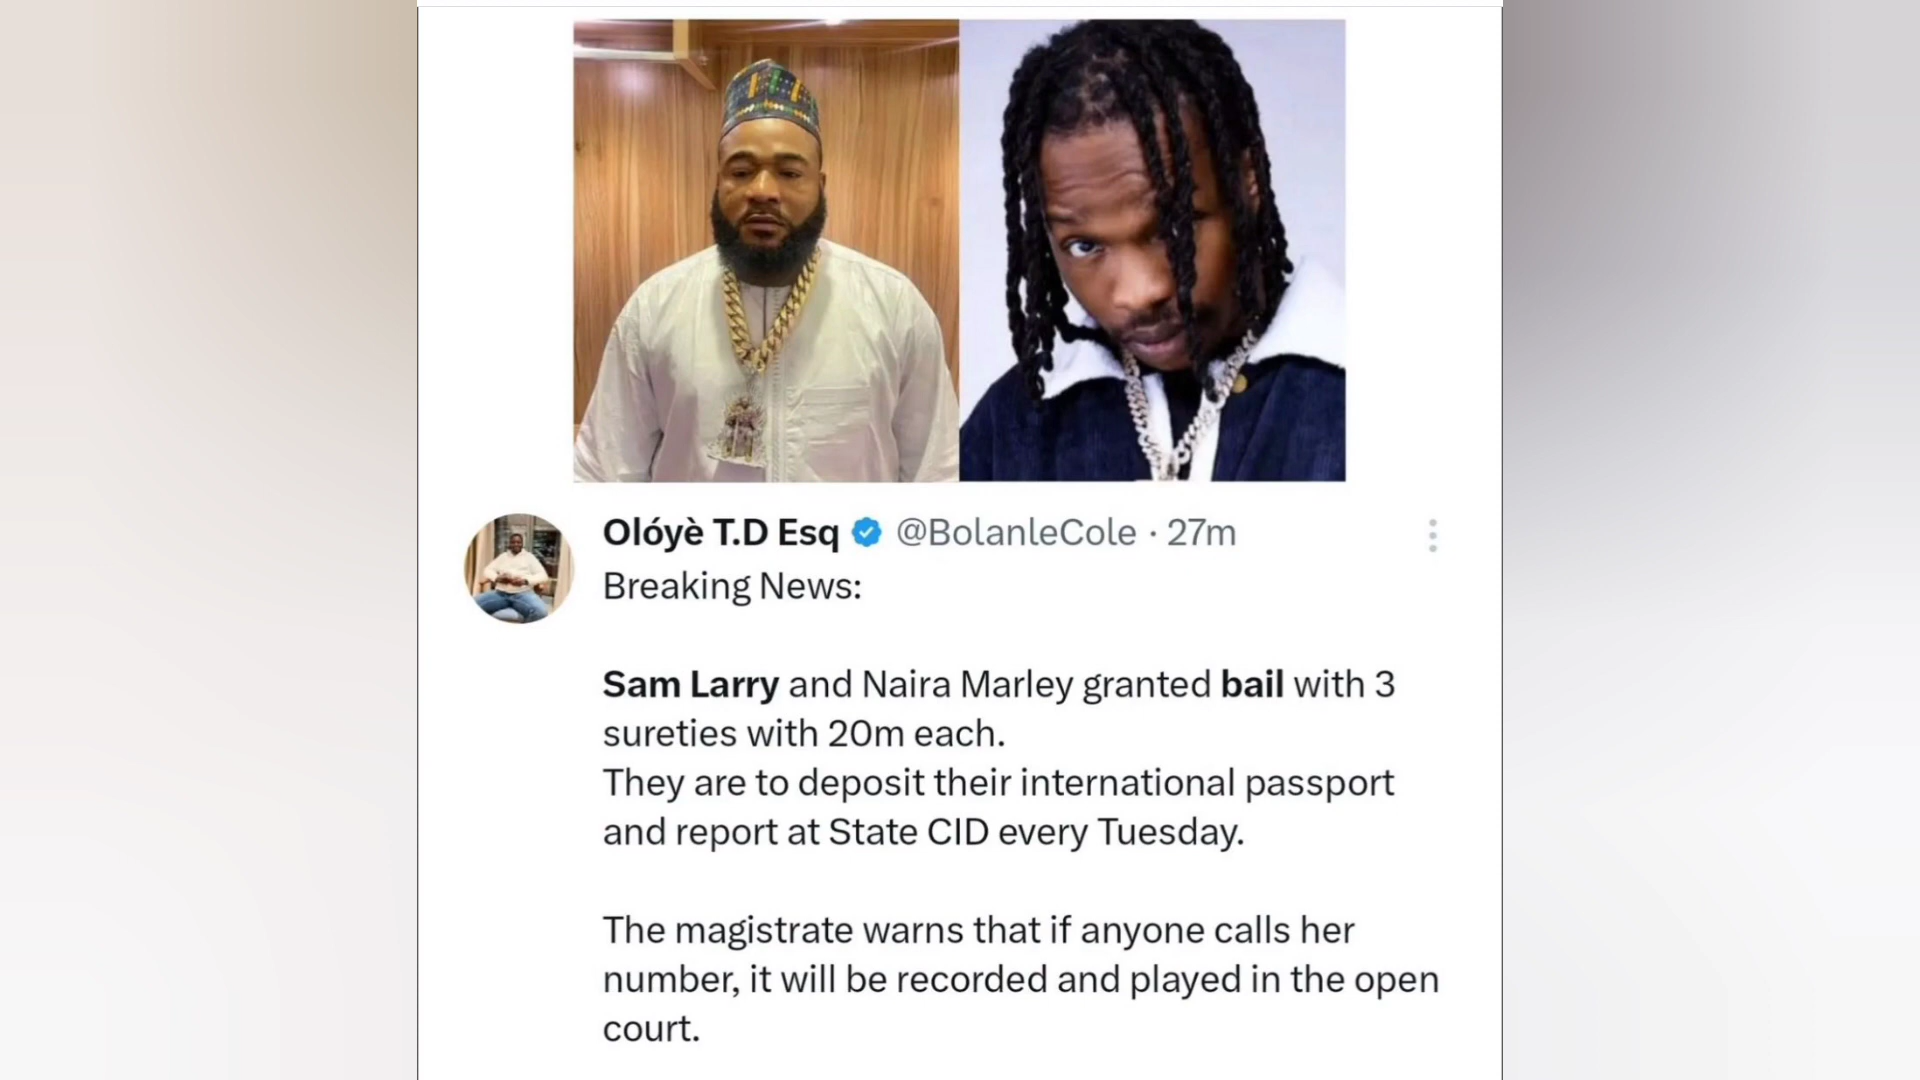 Olóyè T.D Esq @BolanleCole · 27m
Breaking News:
Sam Larry and Naira Marley granted bail with 3
sureties with 20m each.
They are to deposit their international passport
and report at State CID every Tuesday.
The magistrate warns that if anyone calls her
number, it will be recorded and played in the open
court.